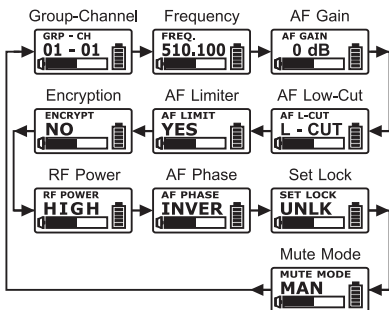 Group-Channel Frequency AF Gain
GRP - CH FREQ. AF GAIN
01 - 01 510.100 0 dB
Encryption AF Limiter AF Low-Cut
ENCRYPT AF LIMIT AF L-CUT
NO YES L - CUT
RF Power AF Phase Set Lock
RF POWER AF PHASE SET LOCK
HIGH INVER UNLK
Mute Mode
MUTE MODE
MAN